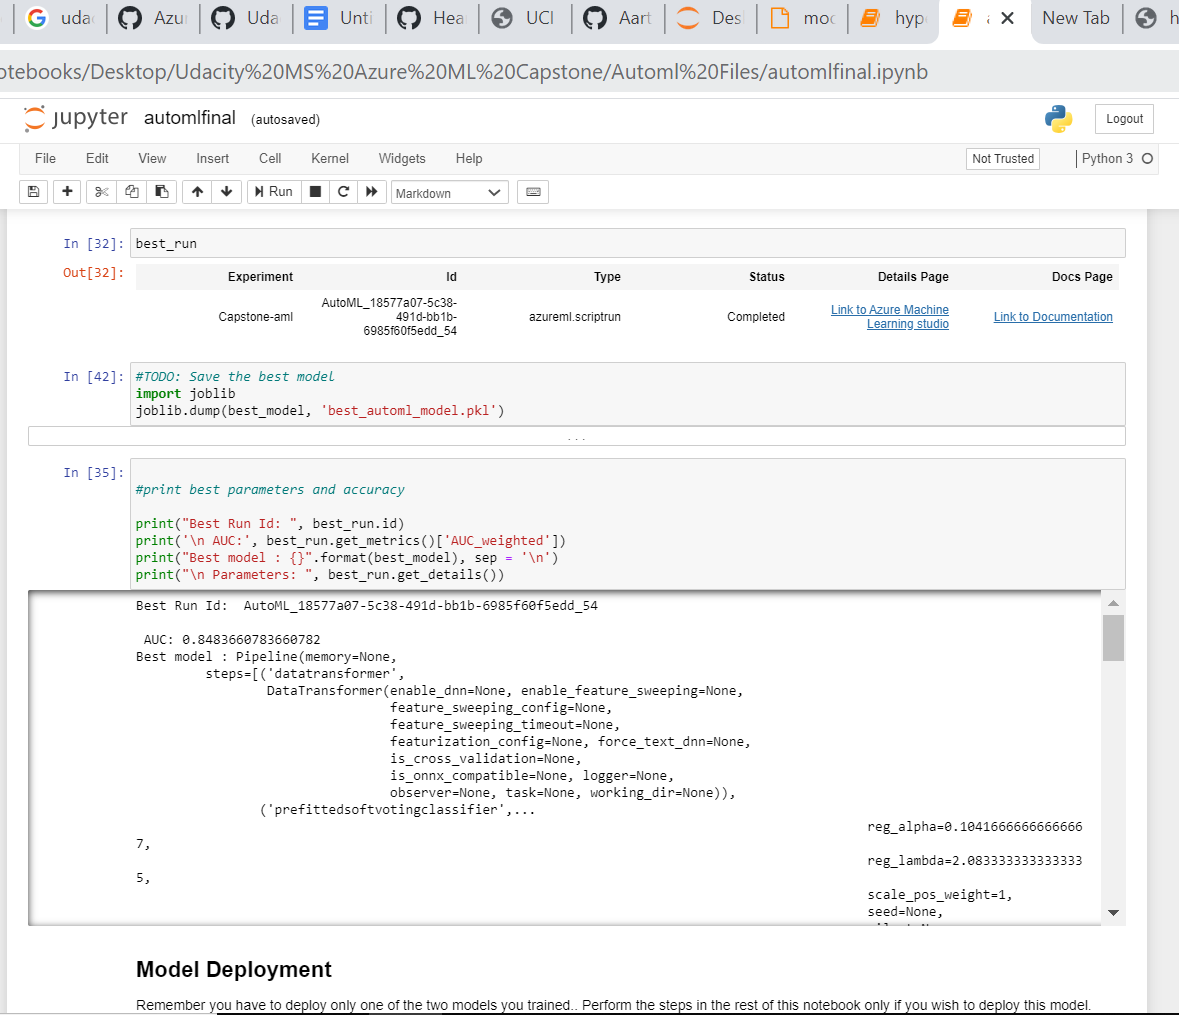 udac Azur Uda Unti Hea UCI Aart Des moc hyp a New Tab h
otebooks/Desktop/Udacity%20MS%20Azure%20ML%20Capstone/Automl%20Files/automlfinal.ipynb
jupyter automlfinal (autosaved) Logout
File Edit View Insert Cell Kernel Widgets Help Not Trusted Python 3
Run Markdown
In [32]: best_run
Out[32]: Experiment Id Type Status Details Page Docs Page
Capstone-aml AutoML_18577a07-5c38- azureml.scriptrun Completed Link to Azure Machine Link to Documentation
491d-bb1b- Learning studio
6985f60f5edd_54
In [42]: #TODO: Save the best model
import joblib
joblib.dump(best_model, 'best_automl_model.pkl')
...
In [35]:
#print best parameters and accuracy
print("Best Run Id: ", best_run.id)
print('\n AUC:', best_run.get_metrics()['AUC_weighted'])
print("Best model : {}".format(best_model), sep = '\n')
print("\n Parameters: ", best_run.get_details())
Best Run Id:  AutoML_18577a07-5c38-491d-bb1b-6985f60f5edd_54
AUC: 0.8483660783660782
Best model : Pipeline(memory=None,
steps=[('datatransformer',
DataTransformer(enable_dnn=None, enable_feature_sweeping=None,
feature_sweeping_config=None,
feature_sweeping_timeout=None,
featurization_config=None, force_text_dnn=None,
is_cross_validation=None,
is_onnx_compatible=None, logger=None,
observer=None, task=None, working_dir=None)),
('prefittedsoftvotingclassifier',...
reg_alpha=0.1041666666666666
7,
reg_lambda=2.083333333333333
5,
scale_pos_weight=1,
seed=None,
Model Deployment
Remember you have to deploy only one of the two models you trained.. Perform the steps in the rest of this notebook only if you wish to deploy this model.